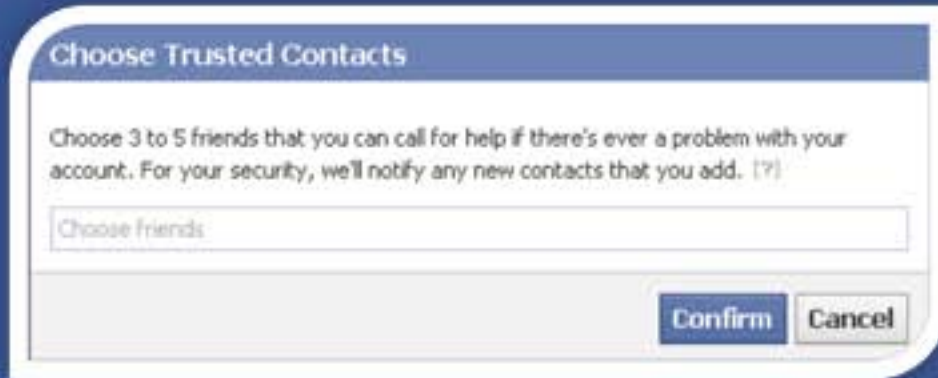 Choose Trusted Contacts
Choose 3 to 5 friends that you can call for help if there's ever a problem with your
account. For your security, we'll notify any new contacts that you add. [?]
Choose friends
Confirm Cancel